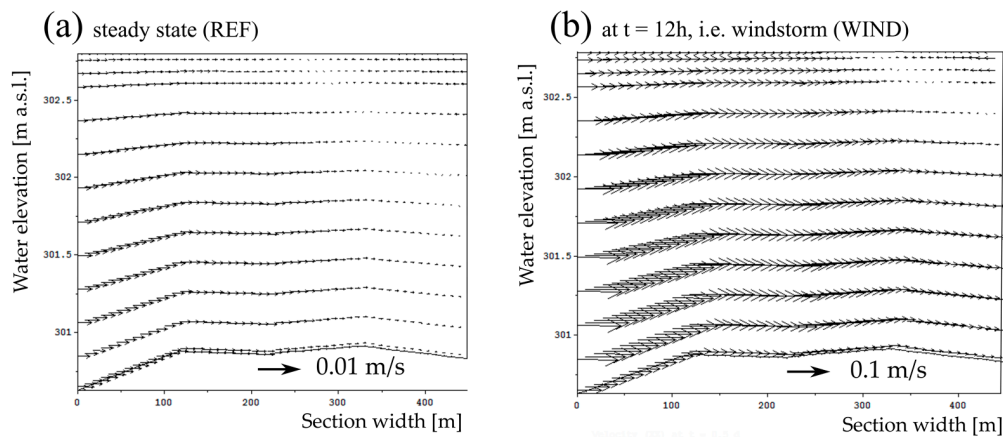 (a) steady state (REF)
Water elevation [m a.s.l.]
302.5
302
301.5
301
0.01 m/s
0
100
200
300
400
Section width [m]
(b) at t = 12h, i.e. windstorm (WIND)
Water elevation [m a.s.l.]
302.5
302
301.5
301
0.1 m/s
0
100
200
300
400
Section width [m]